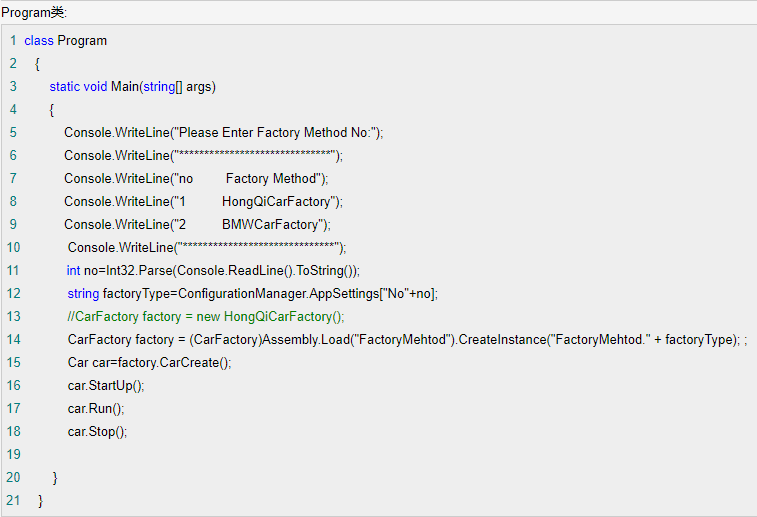 Program类:
1 class Program
2 {
3 static void Main(string[] args)
4 {
5 Console.WriteLine("Please Enter Factory Method No:");
6 Console.WriteLine("******************************");
7 Console.WriteLine("no Factory Method");
8 Console.WriteLine("1 HongQiCarFactory");
9 Console.WriteLine("2 BMWCarFactory");
10 Console.WriteLine("******************************");
11 int no=Int32.Parse(Console.ReadLine().ToString());
12 string factoryType=ConfigurationManager.AppSettings["No"+no];
13 //CarFactory factory = new HongQiCarFactory();
14 CarFactory factory = (CarFactory)Assembly.Load("FactoryMehtod").CreateInstance("FactoryMehtod." + factoryType); ;
15 Car car=factory.CarCreate();
16 car.StartUp();
17 car.Run();
18 car.Stop();
19
20 }
21 }